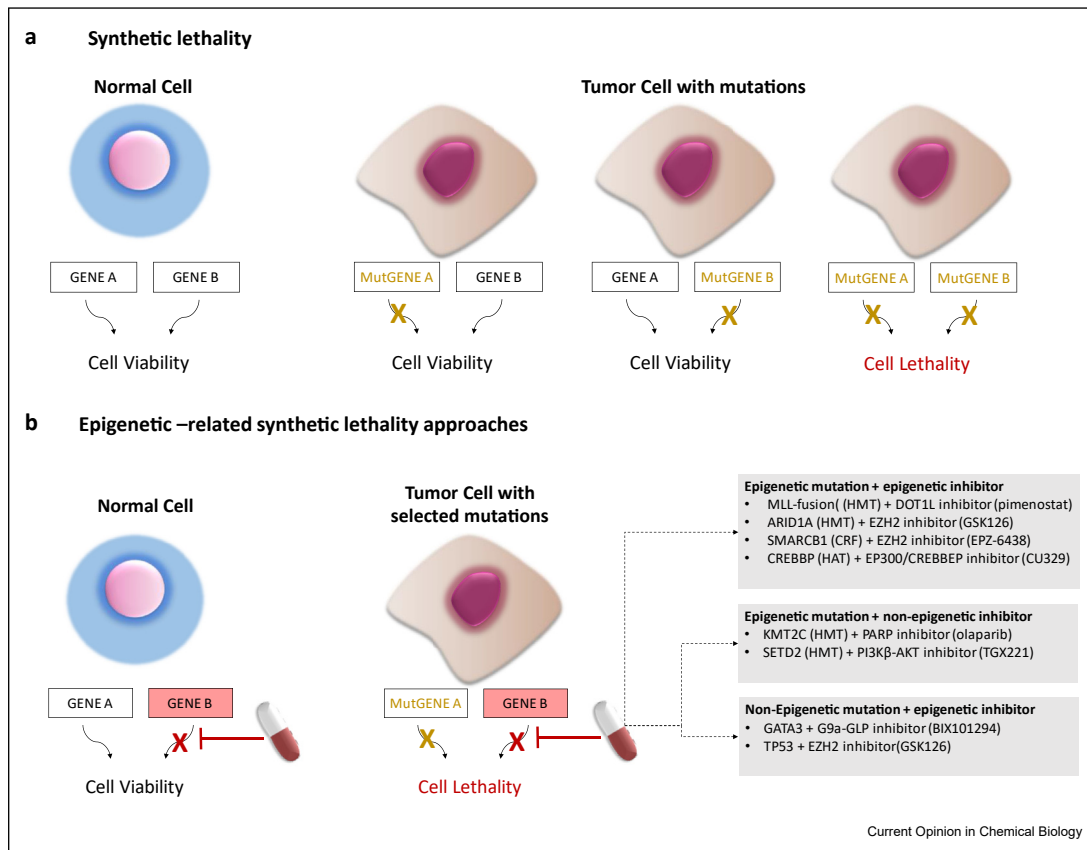 a Synthetic lethality
Normal Cell
Tumor Cell with mutations
GENE A GENE B
MutGENE A GENE B
GENE A MutGENE B
MutGENE A MutGENE B
X
X
X X
Cell Viability
Cell Viability
Cell Viability
Cell Lethality
b Epigenetic –related synthetic lethality approaches
Normal Cell
Tumor Cell with
selected mutations
GENE A GENE B
X
Cell Viability
MutGENE A GENE B
X X
Cell Lethality
Epigenetic mutation + epigenetic inhibitor
• MLL-fusion( (HMT) + DOT1L inhibitor (pimenostat)
• ARID1A (HMT) + EZH2 inhibitor (GSK126)
• SMARCB1 (CRF) + EZH2 inhibitor (EPZ-6438)
• CREBBP (HAT) + EP300/CREBBEP inhibitor (CU329)
Epigenetic mutation + non-epigenetic inhibitor
• KMT2C (HMT) + PARP inhibitor (olaparib)
• SETD2 (HMT) + PI3Kβ-AKT inhibitor (TGX221)
Non-Epigenetic mutation + epigenetic inhibitor
• GATA3 + G9a-GLP inhibitor (BIX101294)
• TP53 + EZH2 inhibitor(GSK126)
Current Opinion in Chemical Biology